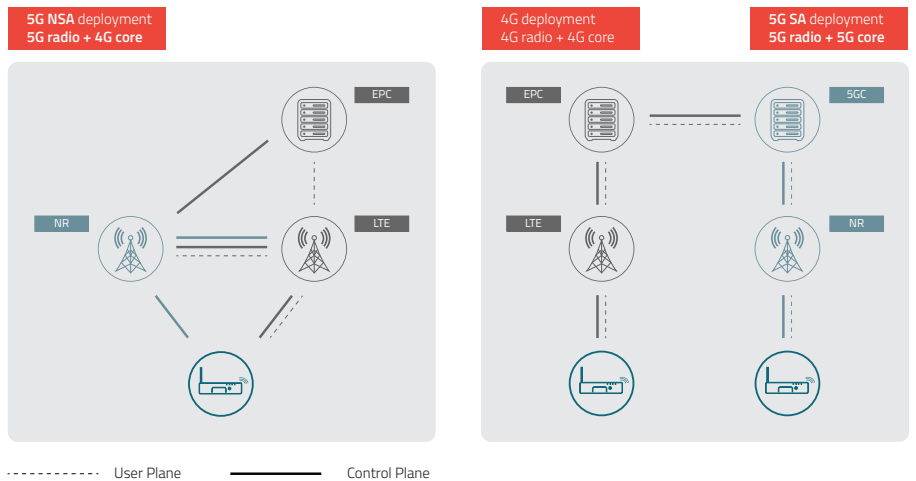 5G NSA deployment
5G radio + 4G core
4G deployment
4G radio + 4G core
5G SA deployment
5G radio + 5G core
EPC
NR
LTE
EPC
5GC
LTE
NR
User Plane
Control Plane